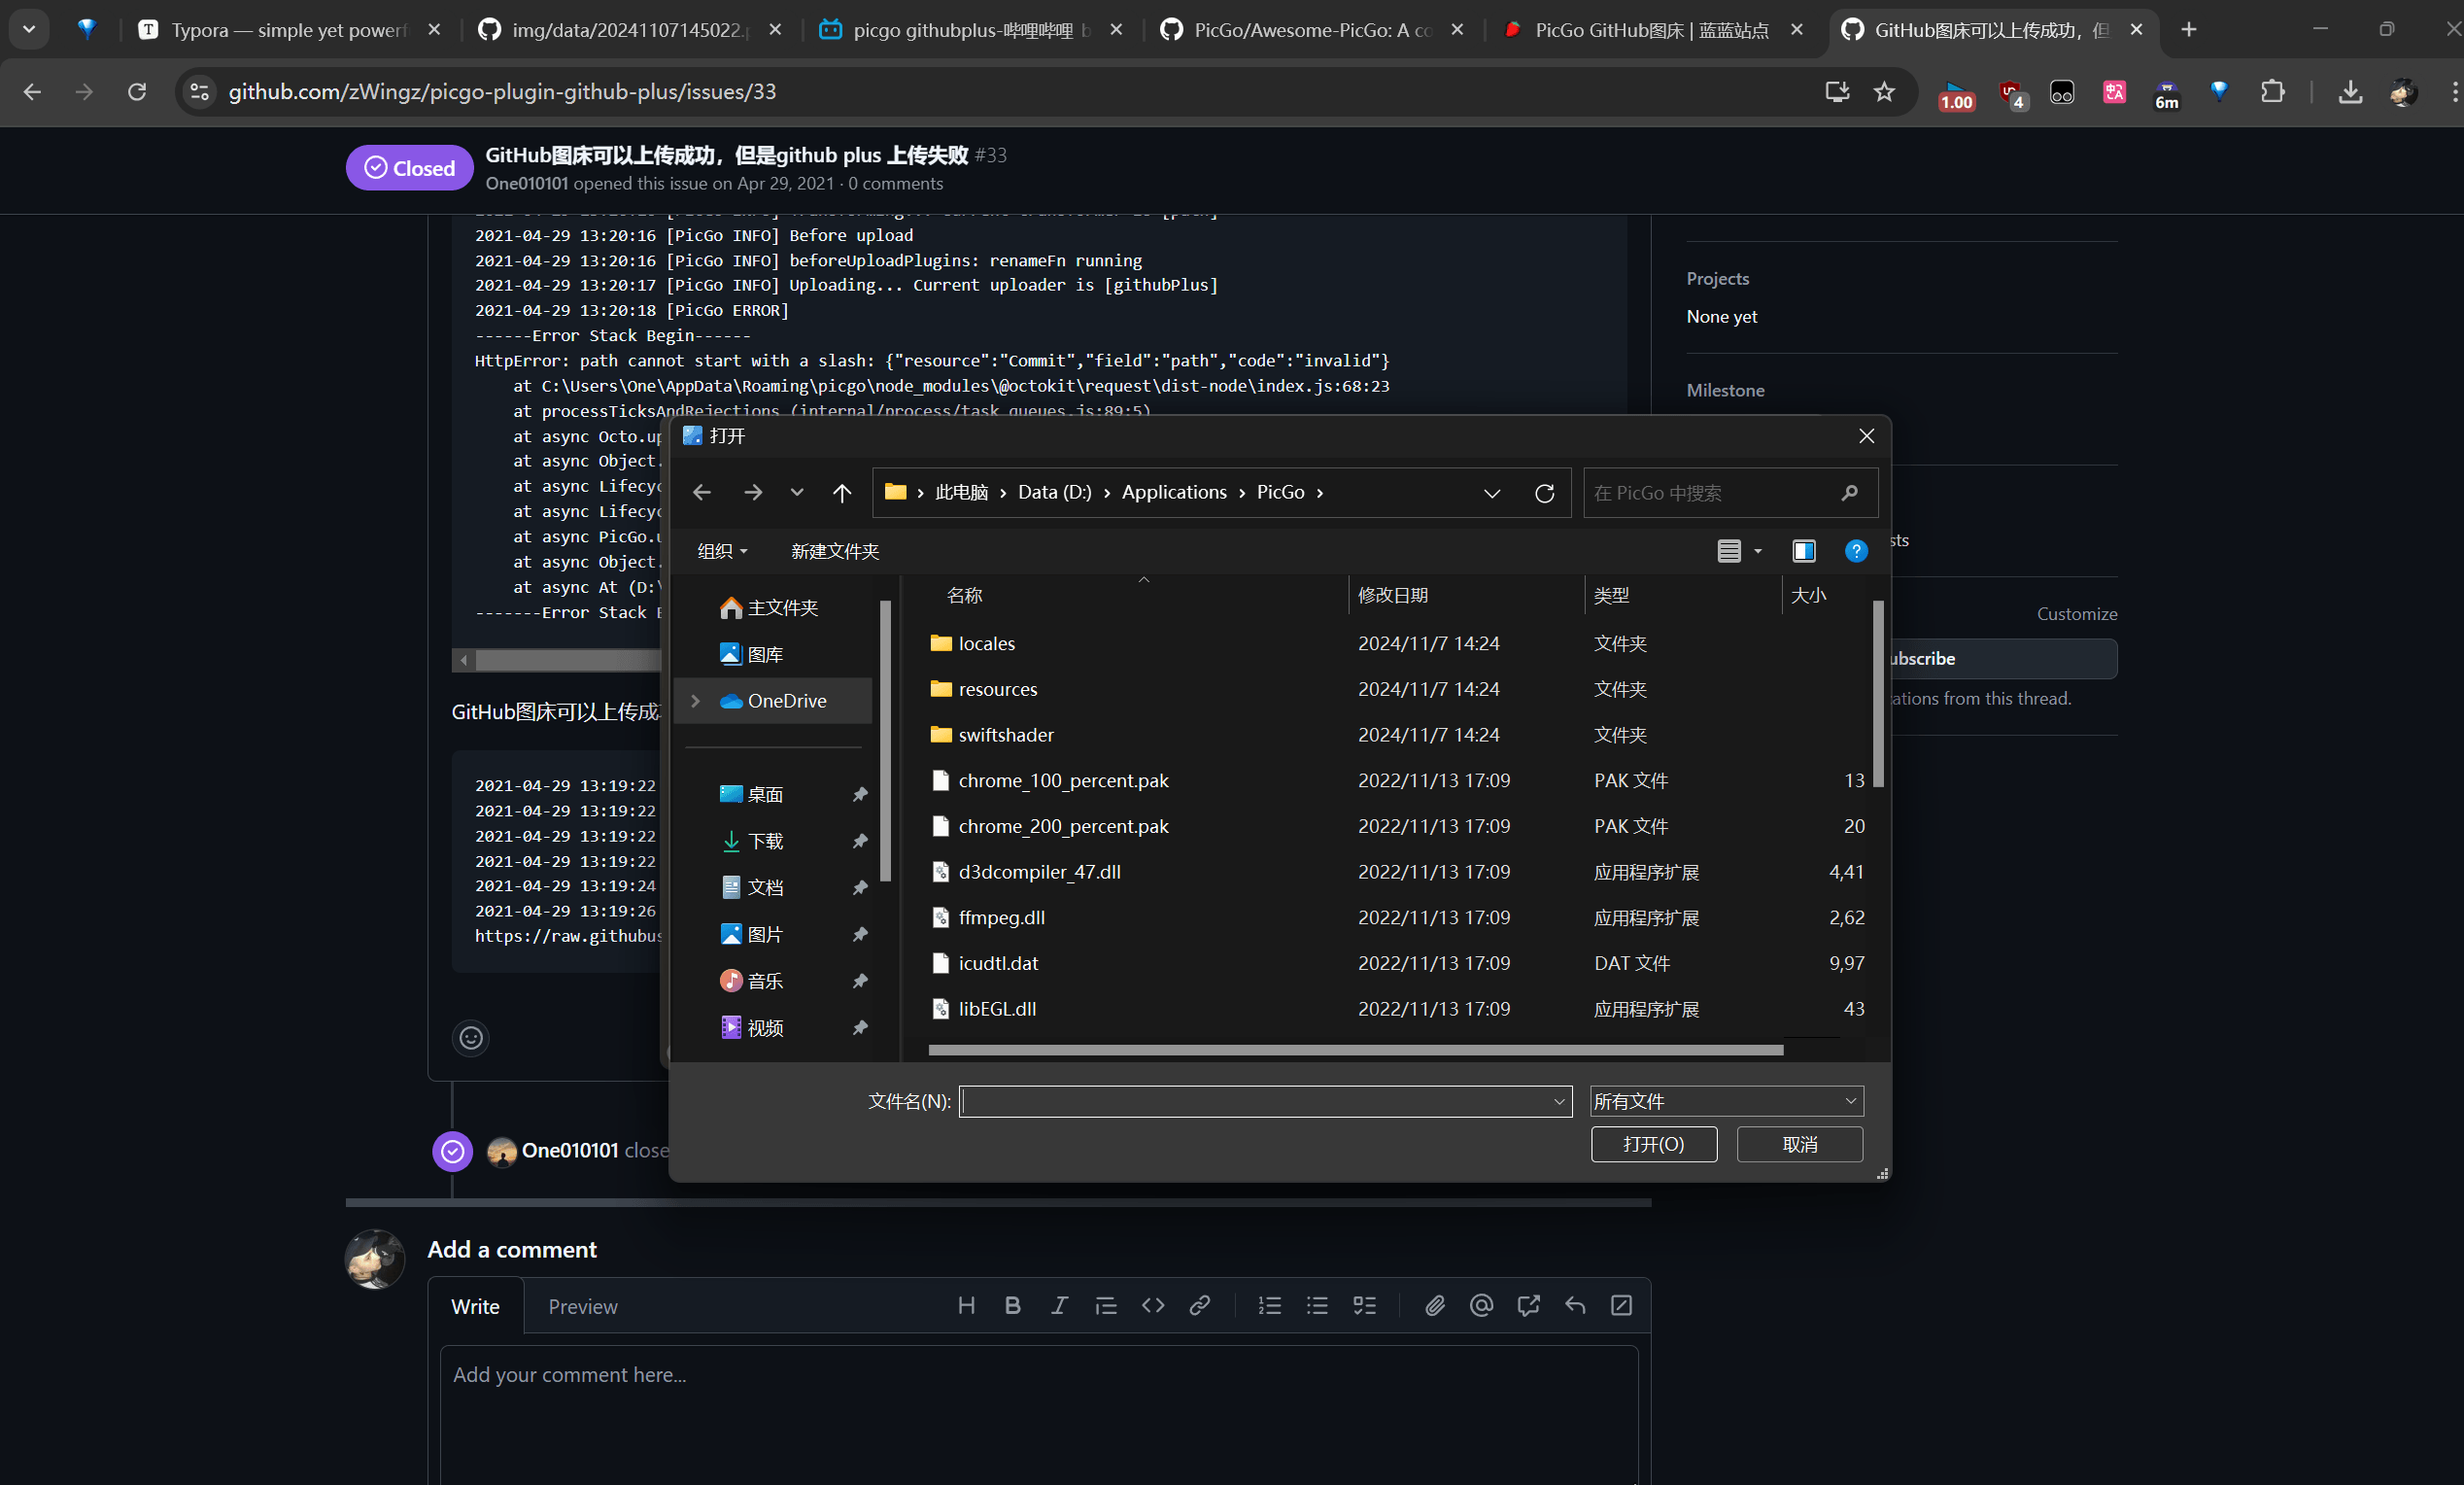 Typora — simple yet powerf
img/data/20241107145022.
picgo githubplus-哔哩哔哩
PicGo/Awesome-PicGo: A co
PicGo GitHub图床 | 蓝蓝站点
GitHub图床可以上传成功，但
github.com/zWingz/picgo-plugin-github-plus/issues/33
1.00
4
6m
Closed
GitHub图床可以上传成功，但是github plus 上传失败 #33
One010101 opened this issue on Apr 29, 2021 · 0 comments
2021-04-29 13:20:16 [PicGo INFO] Before upload
2021-04-29 13:20:16 [PicGo INFO] beforeUploadPlugins: renameFn running
2021-04-29 13:20:17 [PicGo INFO] Uploading... Current uploader is [githubPlus]
2021-04-29 13:20:18 [PicGo ERROR]
------Error Stack Begin------
HttpError: path cannot start with a slash: {"resource":"Commit","field":"path","code":"invalid"}
at C:\Users\One\AppData\Roaming\picgo\node_modules\@octokit\request\dist-node\index.js:68:23
at processTicksAndRejections (internal/process/task_queues.js:89:5)
at async Octo.up
at async Object.
at async Lifecyc
at async Lifecyc
at async PicGo.u
at async Object.
at async At (D:\
-------Error Stack E
GitHub图床可以上传成
2021-04-29 13:19:22
2021-04-29 13:19:22
2021-04-29 13:19:22
2021-04-29 13:19:22
2021-04-29 13:19:24
2021-04-29 13:19:26
https://raw.githubus
One010101 close
Projects
None yet
Milestone
sts
Customize
ubscribe
ations from this thread.
打开
此电脑 › Data (D:) › Applications › PicGo ›
在 PicGo 中搜索
组织
新建文件夹
主文件夹
图库
OneDrive
桌面
下载
文档
图片
音乐
视频
名称 修改日期 类型 大小
locales 2024/11/7 14:24 文件夹
resources 2024/11/7 14:24 文件夹
swiftshader 2024/11/7 14:24 文件夹
chrome_100_percent.pak 2022/11/13 17:09 PAK 文件 13
chrome_200_percent.pak 2022/11/13 17:09 PAK 文件 20
d3dcompiler_47.dll 2022/11/13 17:09 应用程序扩展 4,41
ffmpeg.dll 2022/11/13 17:09 应用程序扩展 2,62
icudtl.dat 2022/11/13 17:09 DAT 文件 9,97
libEGL.dll 2022/11/13 17:09 应用程序扩展 43
文件名(N):
所有文件
打开(O)
取消
Add a comment
Write
Preview
Add your comment here...